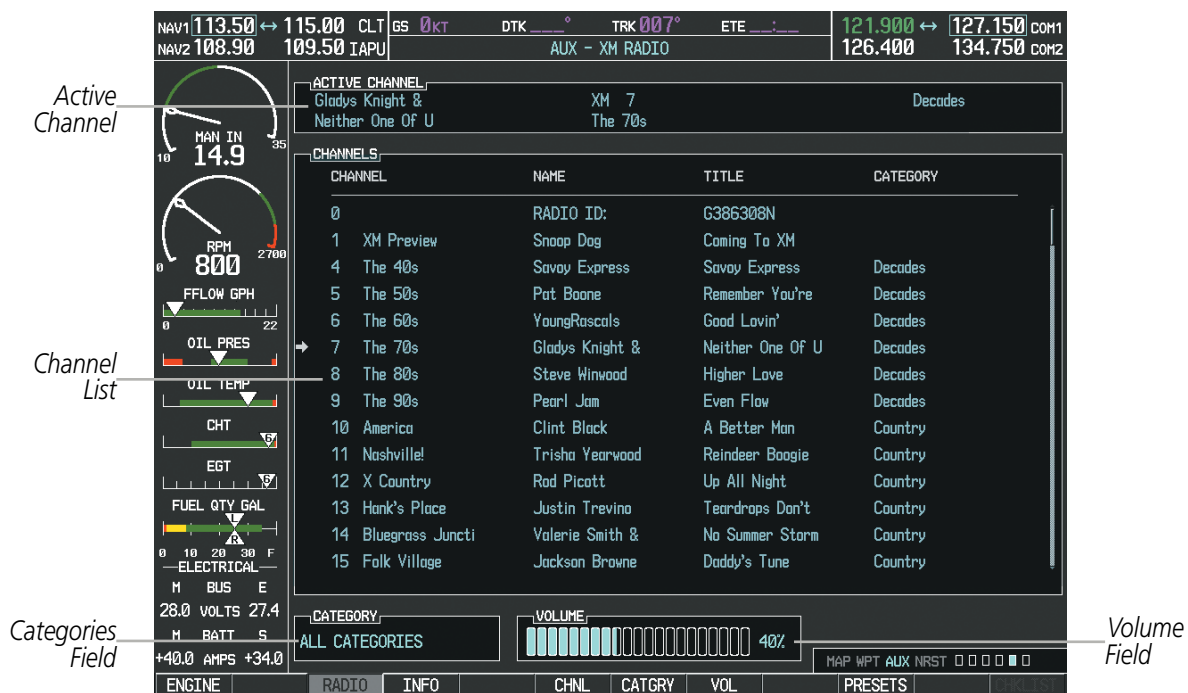 NAV1 113.50 ↔ 115.00 CLT
NAV2 108.90 109.50 IAPU
GS 0KT DTK ___° TRK 007° ETE __:__
AUX - XM RADIO
121.900 ↔ 127.150 COM1
126.400 134.750 COM2
Active
Channel
ACTIVE CHANNEL
Gladys Knight & XM 7 Decades
Neither One Of U The 70s
MAN IN
14.9
10 35
RPM
800
0 2700
FFLOW GPH
0 22
OIL PRES
OIL TEMP
CHT
6
EGT
6
FUEL QTY GAL
L
R
0 10 20 30 F
ELECTRICAL
M BUS E
28.0 VOLTS 27.4
M BATT S
+40.0 AMPS +34.0
Channel
List
CHANNELS
CHANNEL NAME TITLE CATEGORY
0 RADIO ID: G386308N
1 XM Preview Snoop Dog Coming To XM
4 The 40s Savoy Express Savoy Express Decades
5 The 50s Pat Boone Remember You're Decades
6 The 60s YoungRascals Good Lovin' Decades
7 The 70s Gladys Knight & Neither One Of U Decades
8 The 80s Steve Winwood Higher Love Decades
9 The 90s Pearl Jam Even Flow Decades
10 America Clint Black A Better Man Country
11 Nashville! Trisha Yearwood Reindeer Boogie Country
12 X Country Rod Picott Up All Night Country
13 Hank's Place Justin Trevino Teardrops Don't Country
14 Bluegrass Juncti Valerie Smith & No Summer Storm Country
15 Folk Village Jackson Browne Daddy's Tune Country
Categories
Field
CATEGORY
ALL CATEGORIES
VOLUME
40%
Volume
Field
MAP WPT AUX NRST
ENGINE RADIO INFO CHNL CATGRY VOL PRESETS CHKLIST